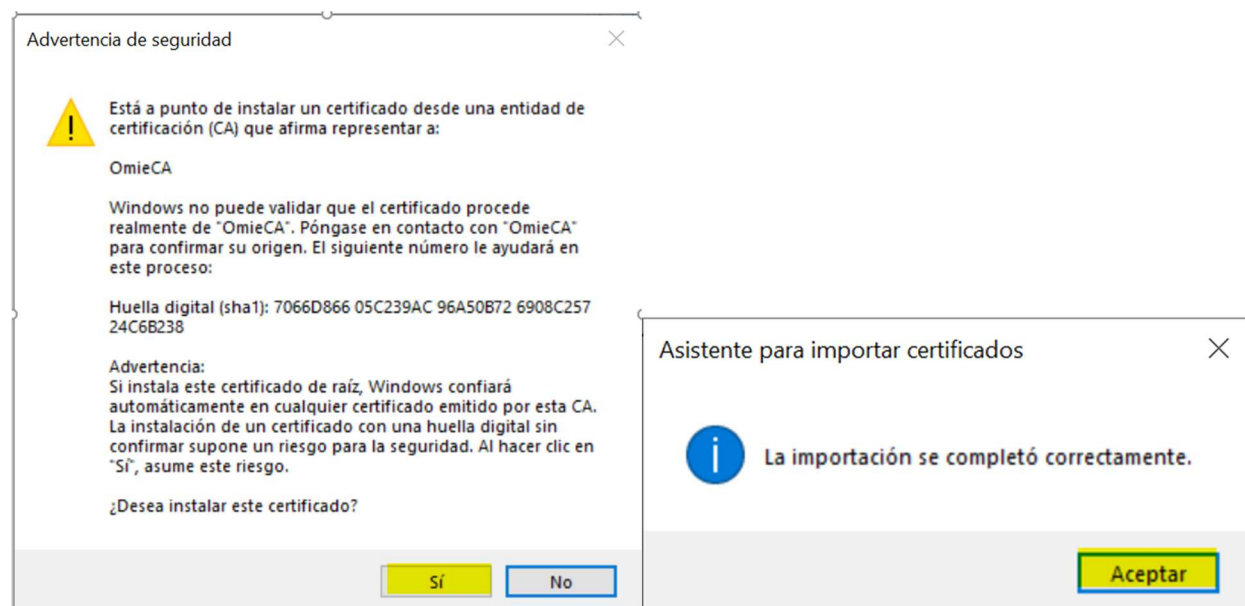 Advertencia de seguridad
Está a punto de instalar un certificado desde una entidad de
certificación (CA) que afirma representar a:
OmieCA
Windows no puede validar que el certificado procede
realmente de "OmieCA". Póngase en contacto con "OmieCA"
para confirmar su origen. El siguiente número le ayudará en
este proceso:
Huella digital (sha1): 7066D866 05C239AC 96A50B72 6908C257
24C6B238
Advertencia:
Si instala este certificado de raíz, Windows confiará
automáticamente en cualquier certificado emitido por esta CA.
La instalación de un certificado con una huella digital sin
confirmar supone un riesgo para la seguridad. Al hacer clic en
"Sí", asume este riesgo.
¿Desea instalar este certificado?
Sí No
Asistente para importar certificados
La importación se completó correctamente.
Aceptar